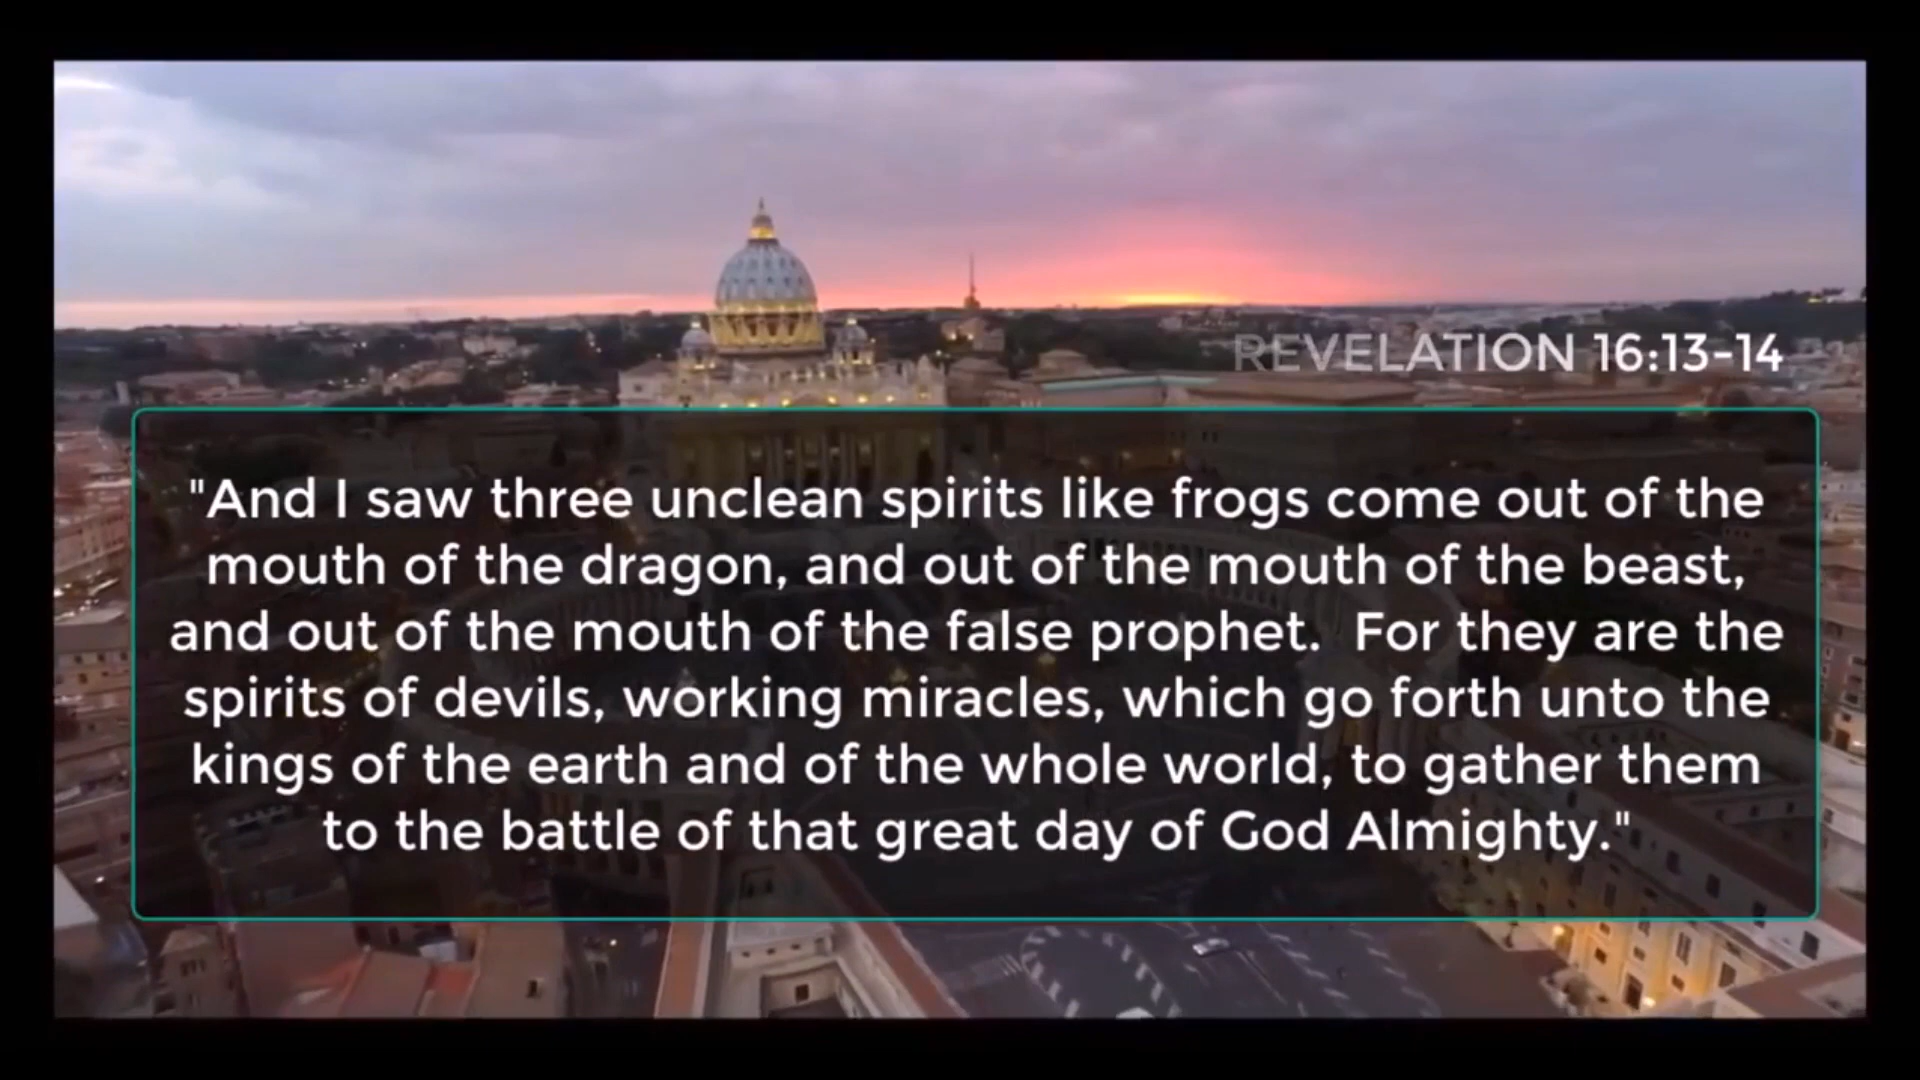 REVELATION 16:13-14
"And I saw three unclean spirits like frogs come out of the
mouth of the dragon, and out of the mouth of the beast,
and out of the mouth of the false prophet.  For they are the
spirits of devils, working miracles, which go forth unto the
kings of the earth and of the whole world, to gather them
to the battle of that great day of God Almighty."